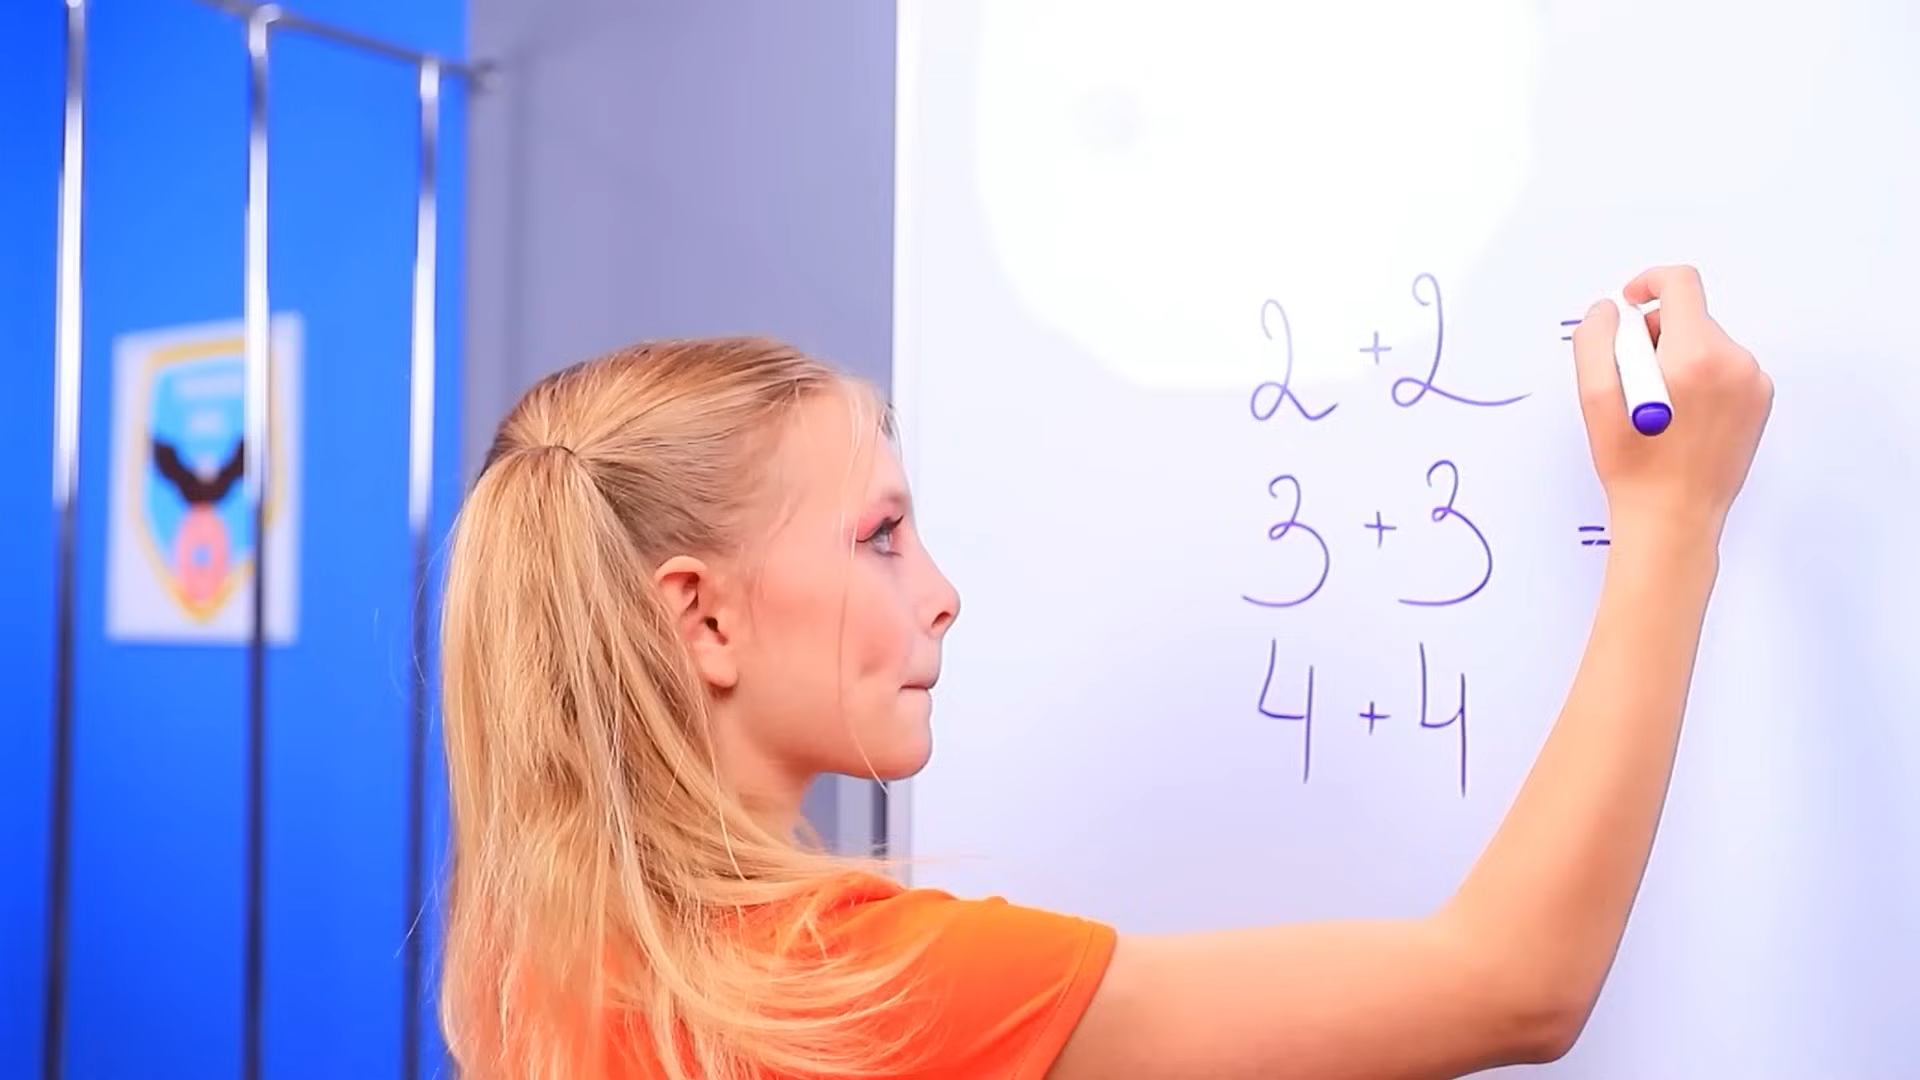 2 + 2 =
3 + 3 =
4 + 4